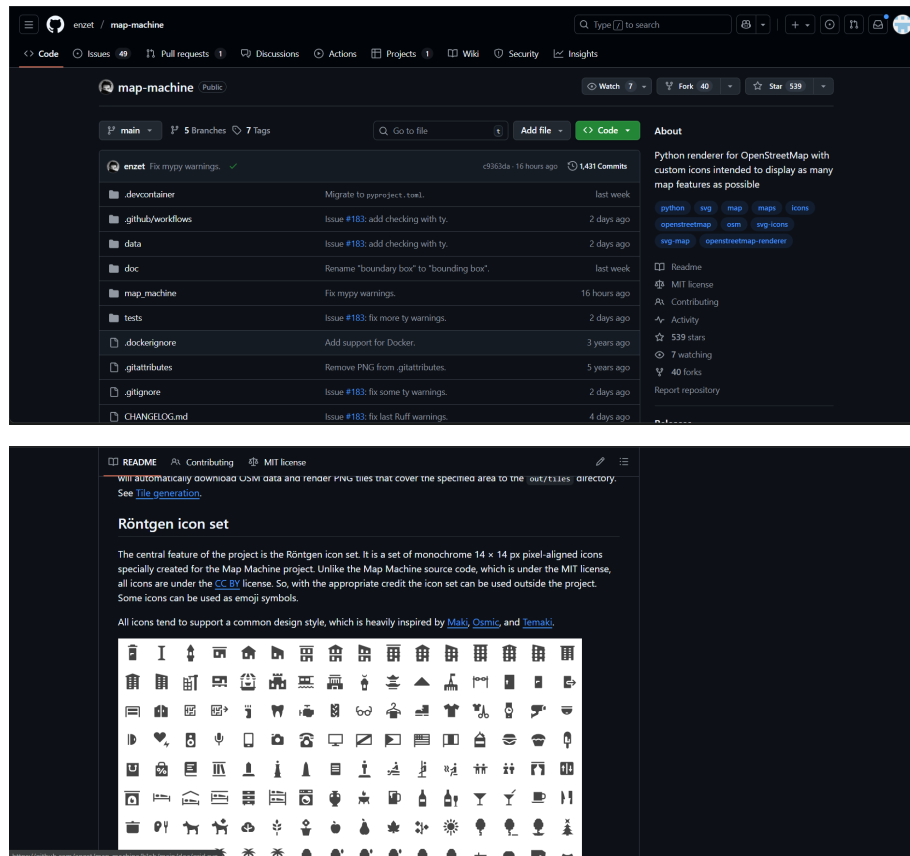 enzet / map-machine
Type / to search
Code Issues 49 Pull requests 1 Discussions Actions Projects 1 Wiki Security Insights
map-machine Public
Watch 7 Fork 40 Star 539
main 5 Branches 7 Tags Go to file t Add file Code
About
enzet Fix mypy warnings. c9363da · 16 hours ago 1,431 Commits
.devcontainer Migrate to pyproject.toml. last week
.github/workflows Issue #183: add checking with ty. 2 days ago
data Issue #183: add checking with ty. 2 days ago
doc Rename "boundary box" to "bounding box". last week
map_machine Fix mypy warnings. 16 hours ago
tests Issue #183: fix more ty warnings. 2 days ago
.dockerignore Add support for Docker. 3 years ago
.gitattributes Remove PNG from .gitattributes. 5 years ago
.gitignore Issue #183: fix some ty warnings. 2 days ago
CHANGELOG.md Issue #183: fix last Ruff warnings. 4 days ago
Python renderer for OpenStreetMap with
custom icons intended to display as many
map features as possible
python svg map maps icons
openstreetmap osm svg-icons
svg-map openstreetmap-renderer
Readme
MIT license
Contributing
Activity
539 stars
7 watching
40 forks
Report repository
Releases
README Contributing MIT license
will automatically download OSM data and render PNG tiles that cover the specified area to the out/tiles directory.
See Tile generation.
Röntgen icon set
The central feature of the project is the Röntgen icon set. It is a set of monochrome 14 × 14 px pixel-aligned icons
specially created for the Map Machine project. Unlike the Map Machine source code, which is under the MIT license,
all icons are under the CC BY license. So, with the appropriate credit the icon set can be used outside the project.
Some icons can be used as emoji symbols.
All icons tend to support a common design style, which is heavily inspired by Maki, Osmic, and Temaki.